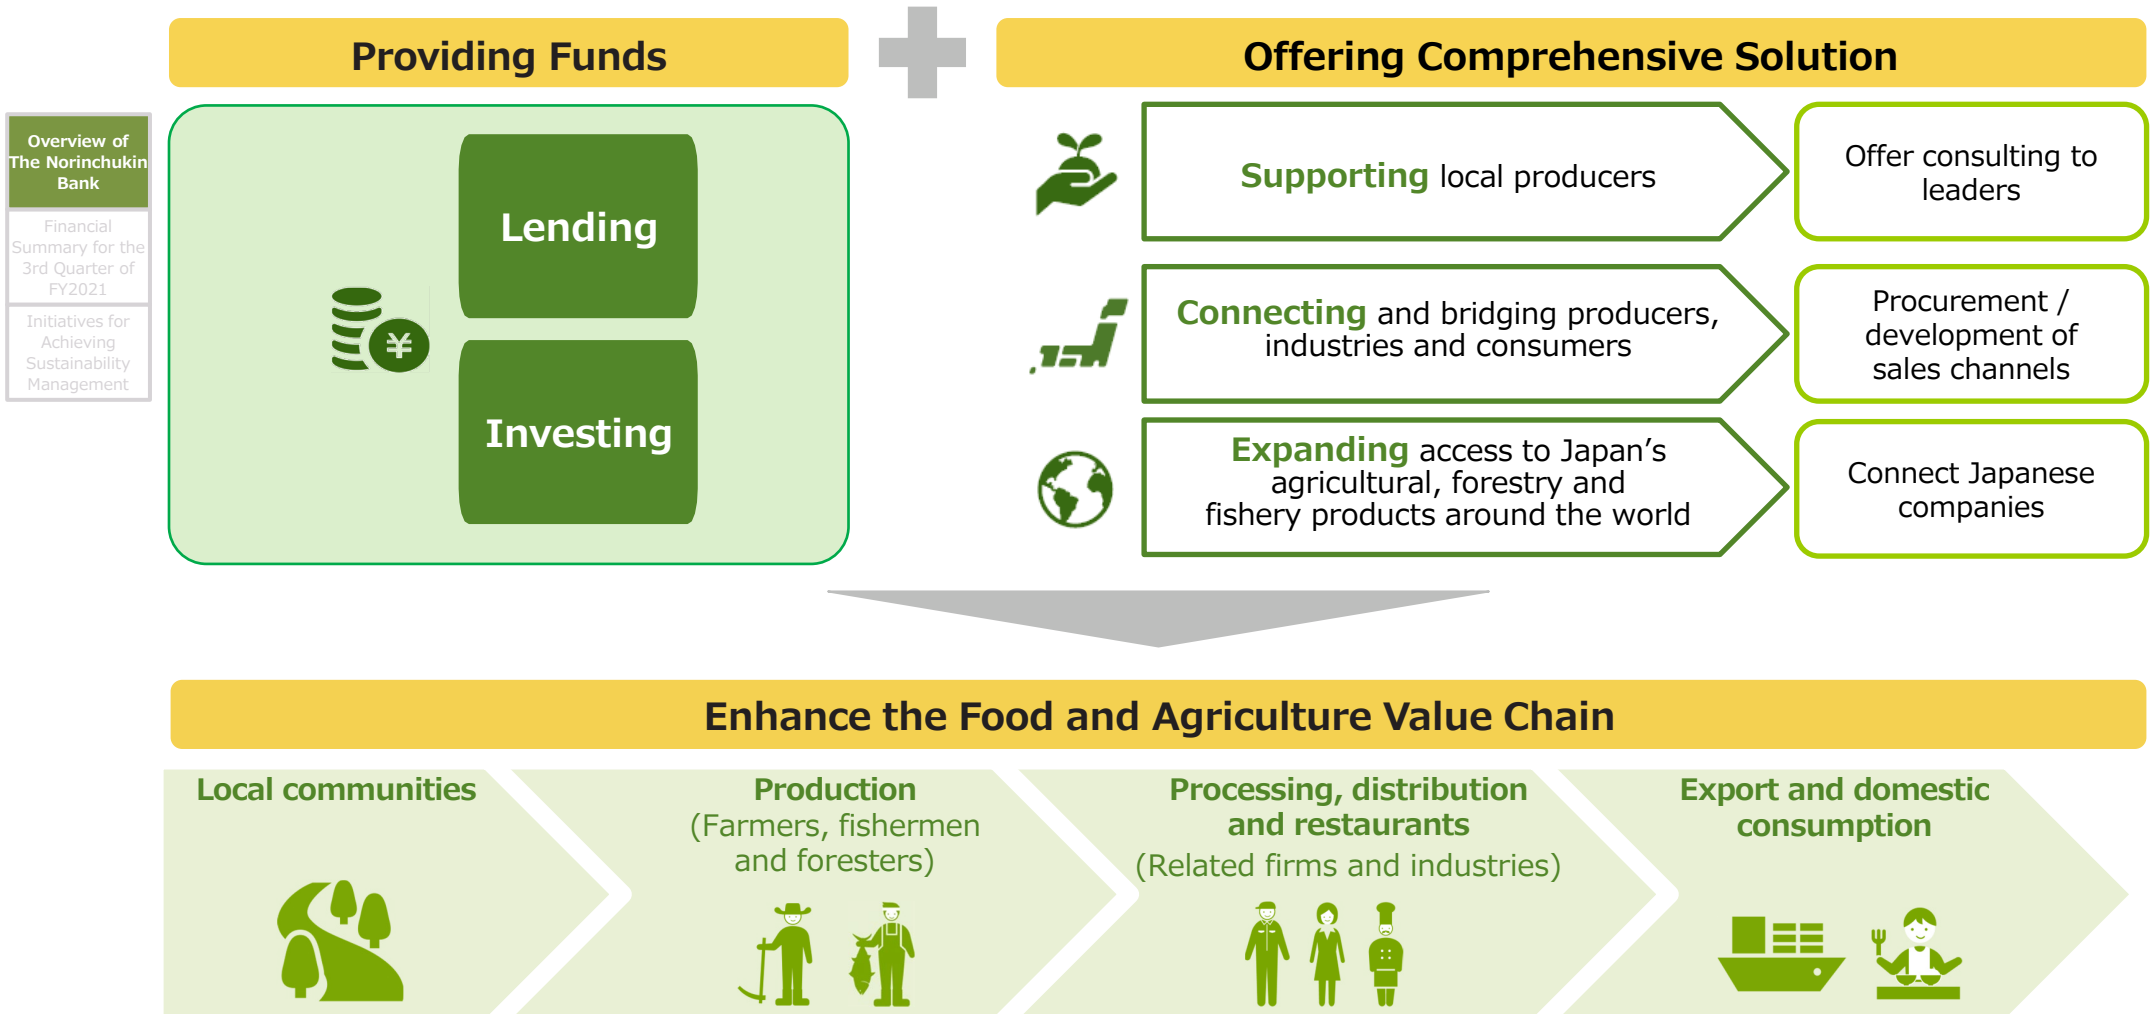 Providing Funds
Offering Comprehensive Solution
Overview of
The Norinchukin
Bank
Financial
Summary for the
3rd Quarter of
FY2021
Initiatives for
Achieving
Sustainability
Management
Lending
¥
Investing
Supporting local producers
Offer consulting to
leaders
Connecting and bridging producers,
industries and consumers
Procurement /
development of
sales channels
Expanding access to Japan’s
agricultural, forestry and
fishery products around the world
Connect Japanese
companies
Enhance the Food and Agriculture Value Chain
Local communities
Production
(Farmers, fishermen
and foresters)
Processing, distribution
and restaurants
(Related firms and industries)
Export and domestic
consumption